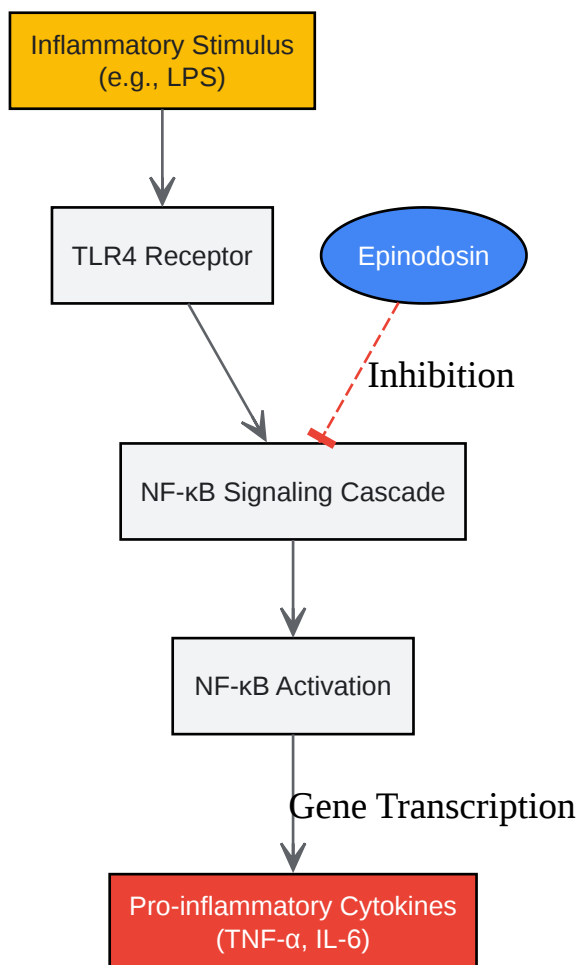 Inflammatory Stimulus
(e.g., LPS)
TLR4 Receptor
Epinodosin
Inhibition
NF-κB Signaling Cascade
NF-κB Activation
Gene Transcription
Pro-inflammatory Cytokines
(TNF-α, IL-6)